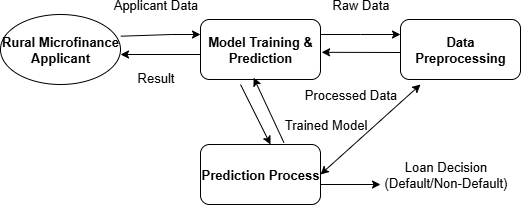 Applicant Data
Raw Data
Rural Microfinance
Applicant
Model Training &
Prediction
Data
Preprocessing
Result
Processed Data
Trained Model
Prediction Process
Loan Decision
(Default/Non-Default)